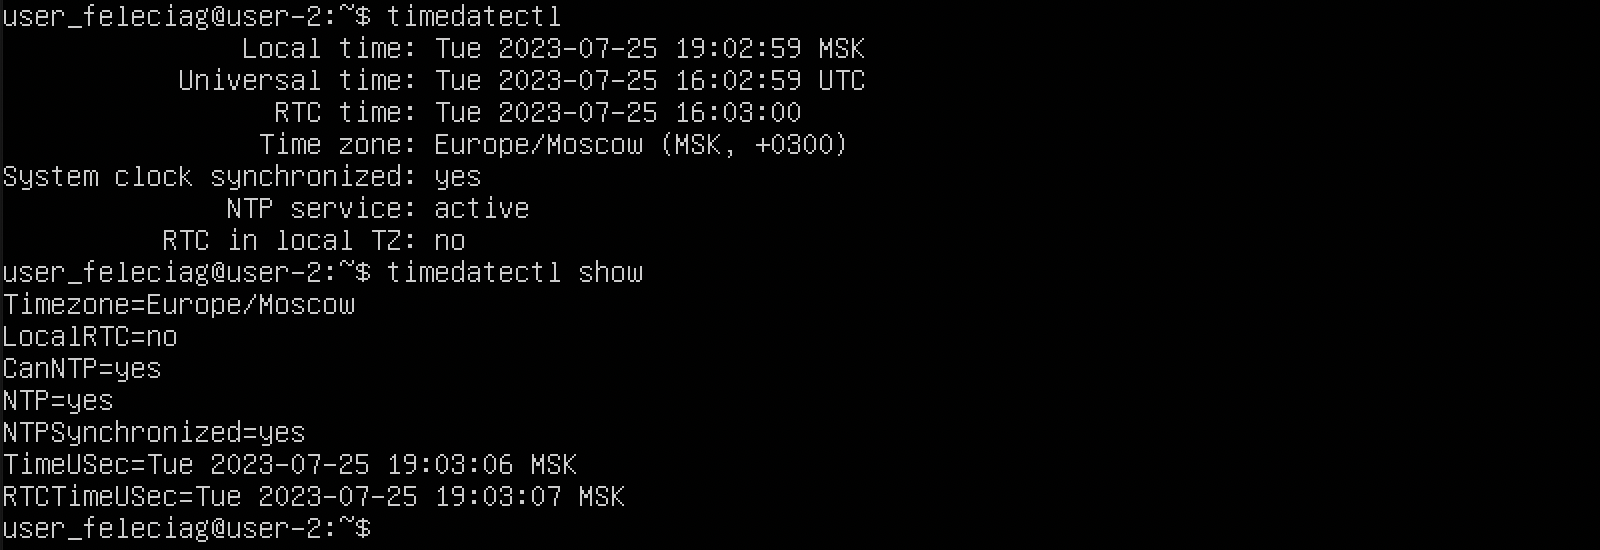 user_feleciag@user-2:~$ timedatectl
Local time: Tue 2023-07-25 19:02:59 MSK
Universal time: Tue 2023-07-25 16:02:59 UTC
RTC time: Tue 2023-07-25 16:03:00
Time zone: Europe/Moscow (MSK, +0300)
System clock synchronized: yes
NTP service: active
RTC in local TZ: no
user_feleciag@user-2:~$ timedatectl show
Timezone=Europe/Moscow
LocalRTC=no
CanNTP=yes
NTP=yes
NTPSynchronized=yes
TimeUSec=Tue 2023-07-25 19:03:06 MSK
RTCTimeUSec=Tue 2023-07-25 19:03:07 MSK
user_feleciag@user-2:~$